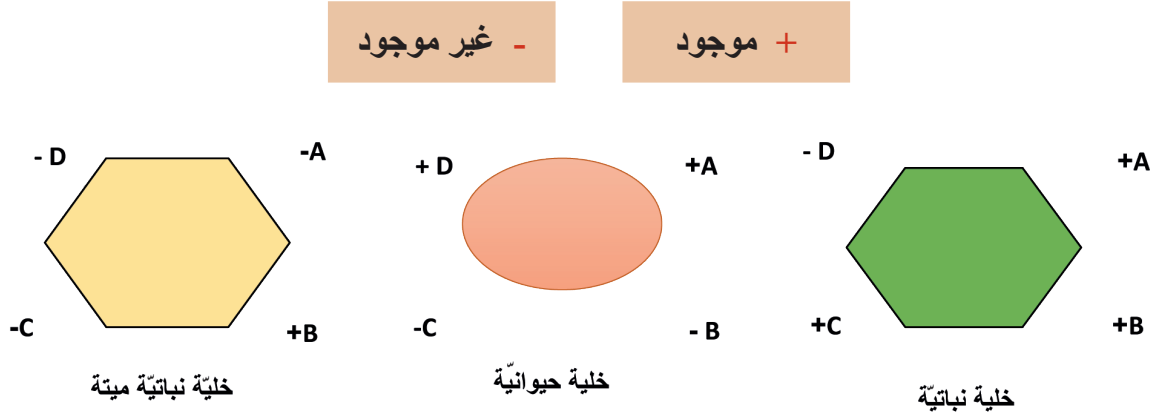 + موجود
- غير موجود
+A
- D
+C
+B
خلية نباتيّة
+A
+ D
-C
- B
خلية حيوانيّة
-A
- D
-C
+B
خليّة نباتيّة ميتة